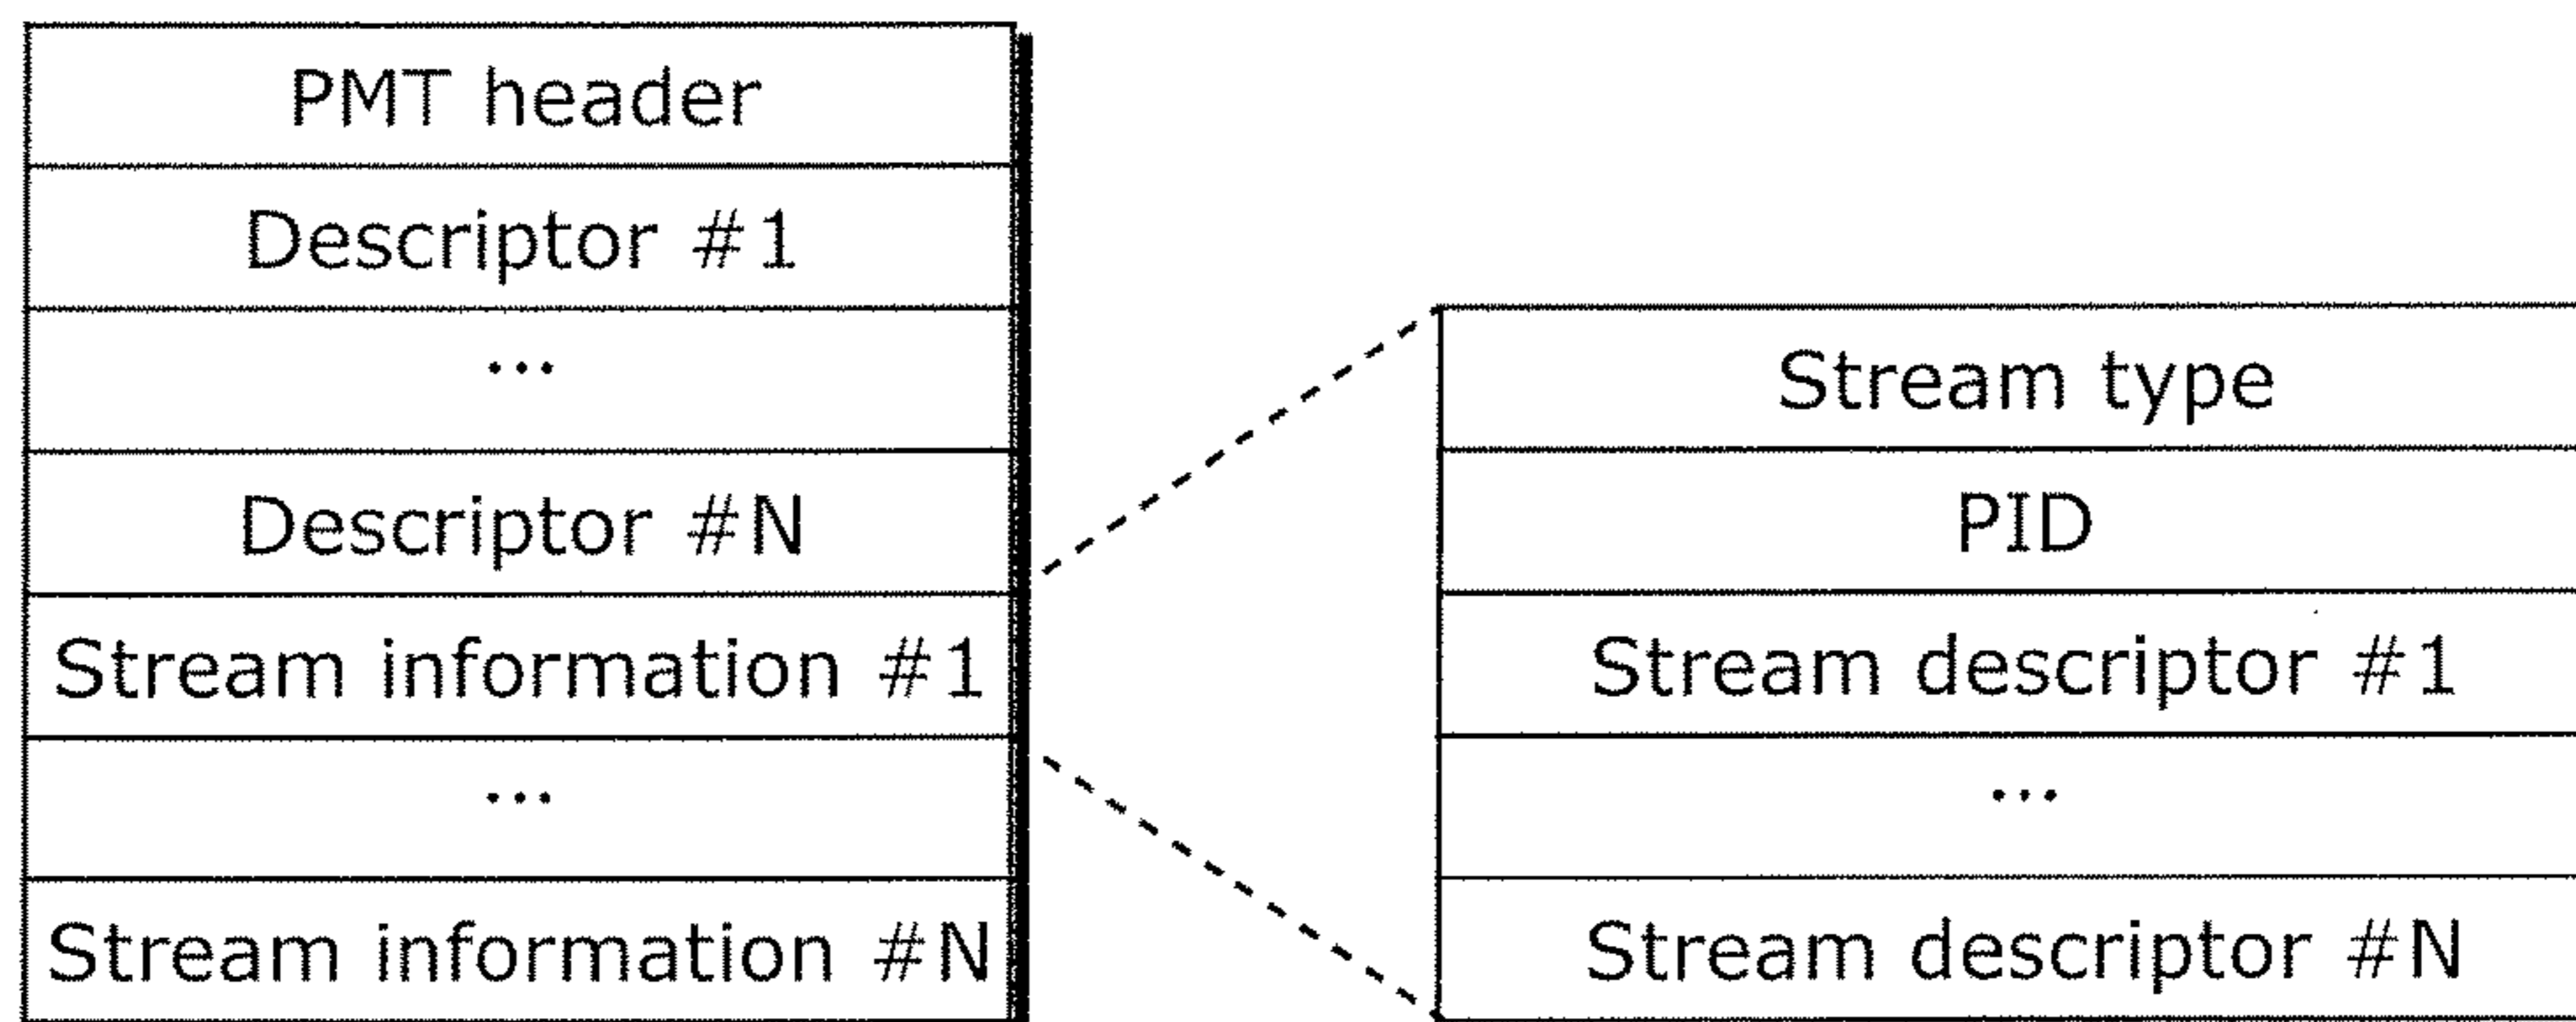 PMT header
Descriptor #1
...
Descriptor #N
Stream information #1
...
Stream information #N
Stream type
PID
Stream descriptor #1
...
Stream descriptor #N